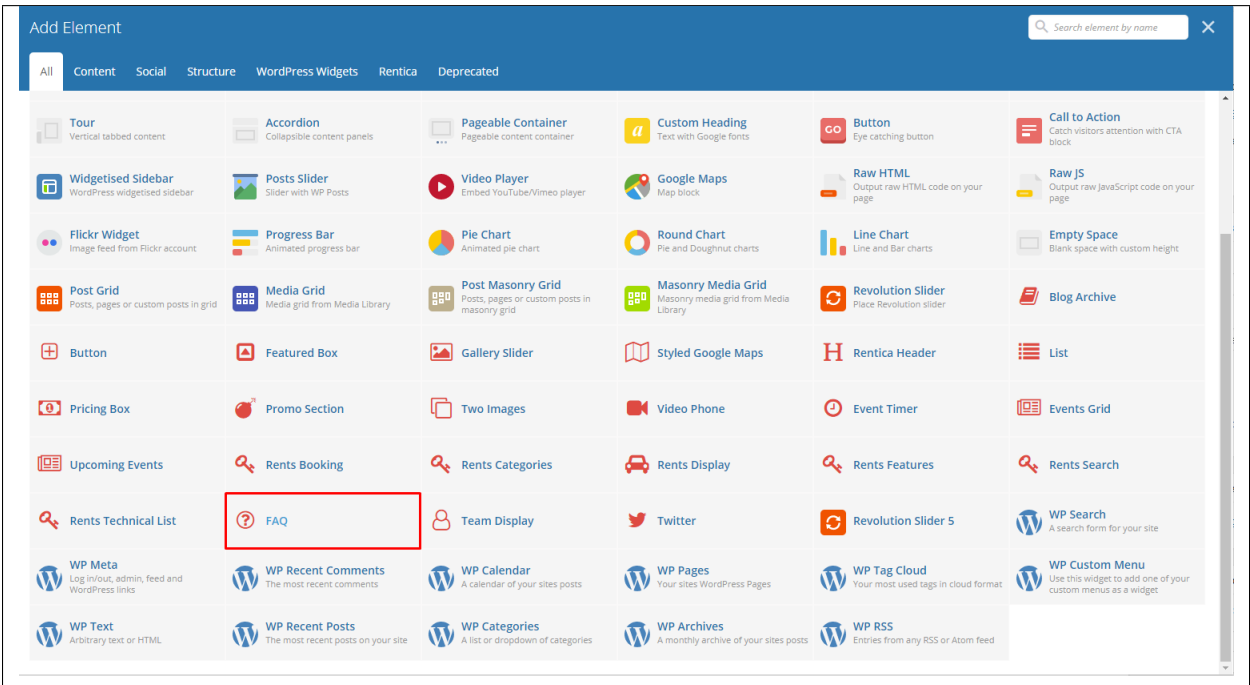 Add Element
Search element by name
All Content Social Structure WordPress Widgets Rentica Deprecated
Tour
Vertical tabbed content
Accordion
Collapsible content panels
Pageable Container
Pageable content container
a
Custom Heading
Text with Google fonts
GO
Button
Eye catching button
Call to Action
Catch visitors attention with CTA
block
Widgetised Sidebar
WordPress widgetised sidebar
Posts Slider
Slider with WP Posts
Video Player
Embed YouTube/Vimeo player
Google Maps
Map block
Raw HTML
Output raw HTML code on your
page
Raw JS
Output raw JavaScript code on your
page
Flickr Widget
Image feed from Flickr account
Progress Bar
Animated progress bar
Pie Chart
Animated pie chart
Round Chart
Pie and Doughnut charts
Line Chart
Line and Bar charts
Empty Space
Blank space with custom height
Post Grid
Posts, pages or custom posts in grid
Media Grid
Media grid from Media Library
Post Masonry Grid
Posts, pages or custom posts in
masonry grid
Masonry Media Grid
Masonry media grid from Media
Library
Revolution Slider
Place Revolution slider
Blog Archive
Button
Featured Box
Gallery Slider
Styled Google Maps
H
Rentica Header
List
Pricing Box
Promo Section
Two Images
Video Phone
Event Timer
Events Grid
Upcoming Events
Rents Booking
Rents Categories
Rents Display
Rents Features
Rents Search
Rents Technical List
? FAQ
Team Display
Twitter
Revolution Slider 5
WP Search
A search form for your site
WP Meta
Log in/out, admin, feed and
WordPress links
WP Recent Comments
The most recent comments
WP Calendar
A calendar of your sites posts
WP Pages
Your sites WordPress Pages
WP Tag Cloud
Your most used tags in cloud format
WP Custom Menu
Use this widget to add one of your
custom menus as a widget
WP Text
Arbitrary text or HTML
WP Recent Posts
The most recent posts on your site
WP Categories
A list or dropdown of categories
WP Archives
A monthly archive of your sites posts
WP RSS
Entries from any RSS or Atom feed